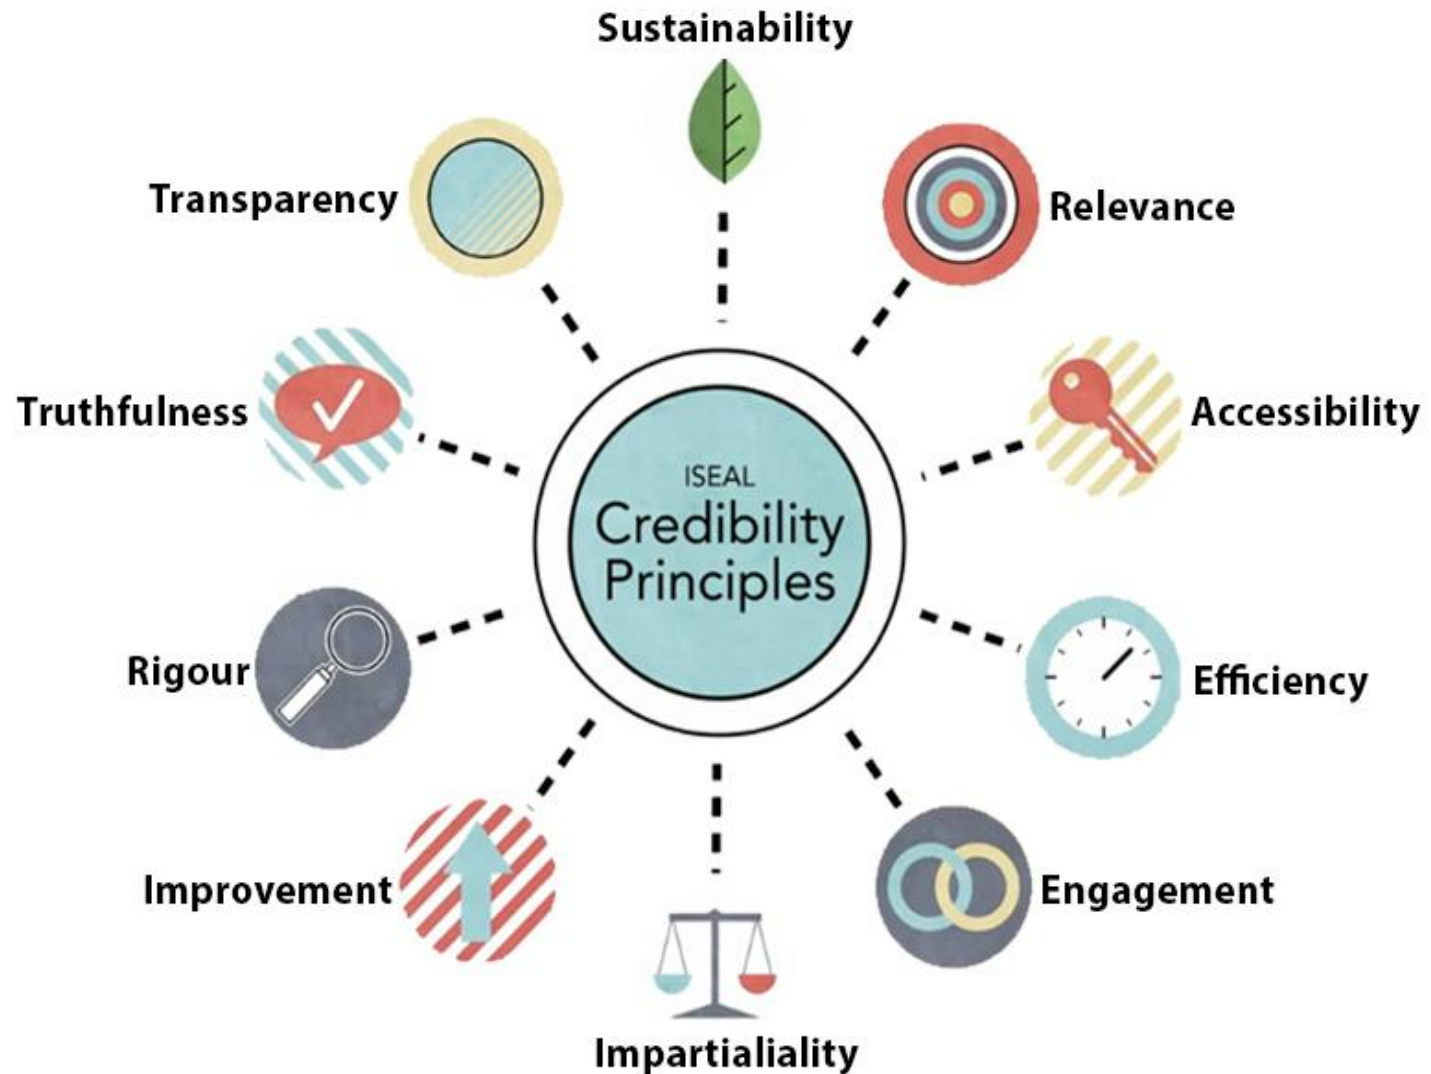 Sustainability
Transparency
Relevance
Truthfulness
Accessibility
ISEAL
Credibility
Principles
Rigour
Efficiency
Improvement
Engagement
Impartialiality